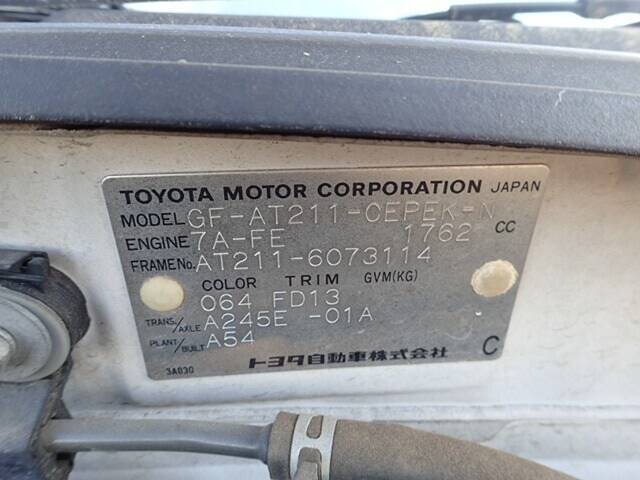 TOYOTA MOTOR CORPORATION JAPAN
MODEL GF-AT211-CEPEK-N
ENGINE 7A-FE 1762 CC
FRAME No. AT211-6073114
COLOR TRIM GVM(KG)
064 FD13
TRANS./AXLE A245E -01A
PLANT/BUILT A54
トヨタ自動車株式会社 C
3A030